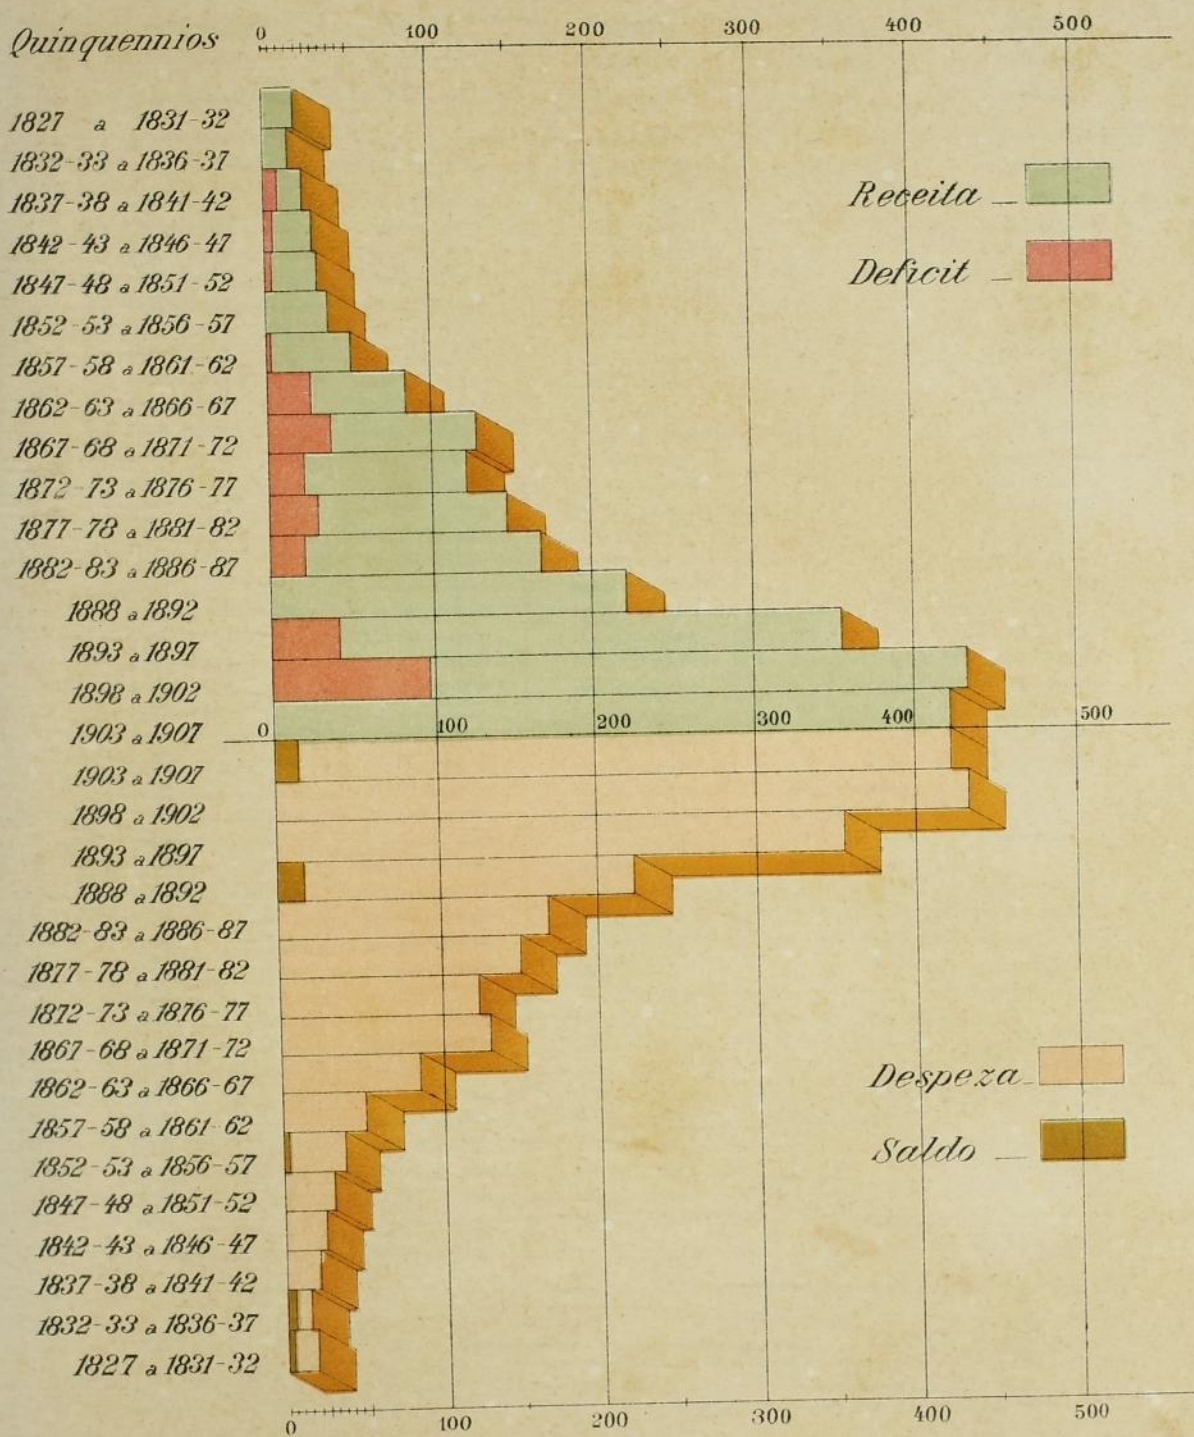 Quinquennios 0 100 200 300 400 500
1827 a 1831-32
1832-33 a 1836-37
1837-38 a 1841-42
1842-43 a 1846-47
1847-48 a 1851-52
1852-53 a 1856-57
1857-58 a 1861-62
1862-63 a 1866-67
1867-68 a 1871-72
1872-73 a 1876-77
1877-78 a 1881-82
1882-83 a 1886-87
1888 a 1892
1893 a 1897
1898 a 1902
1903 a 1907
Receita
Deficit
0 100 200 300 400 500
1903 a 1907
1898 a 1902
1893 a 1897
1888 a 1892
1882-83 a 1886-87
1877-78 a 1881-82
1872-73 a 1876-77
1867-68 a 1871-72
1862-63 a 1866-67
1857-58 a 1861-62
1852-53 a 1856-57
1847-48 a 1851-52
1842-43 a 1846-47
1837-38 a 1841-42
1832-33 a 1836-37
1827 a 1831-32
Despeza
Saldo
0 100 200 300 400 500